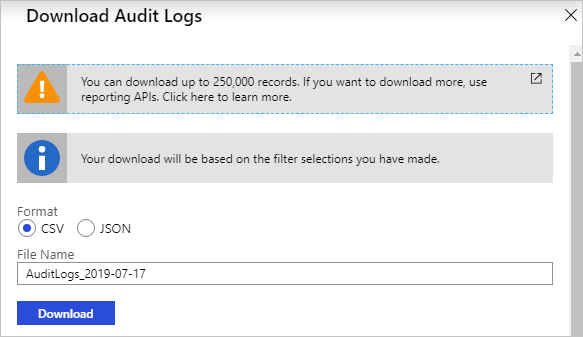 Download Audit Logs
You can download up to 250,000 records. If you want to download more, use
reporting APIs. Click here to learn more.
Your download will be based on the filter selections you have made.
Format
CSV JSON
File Name
AuditLogs_2019-07-17
Download